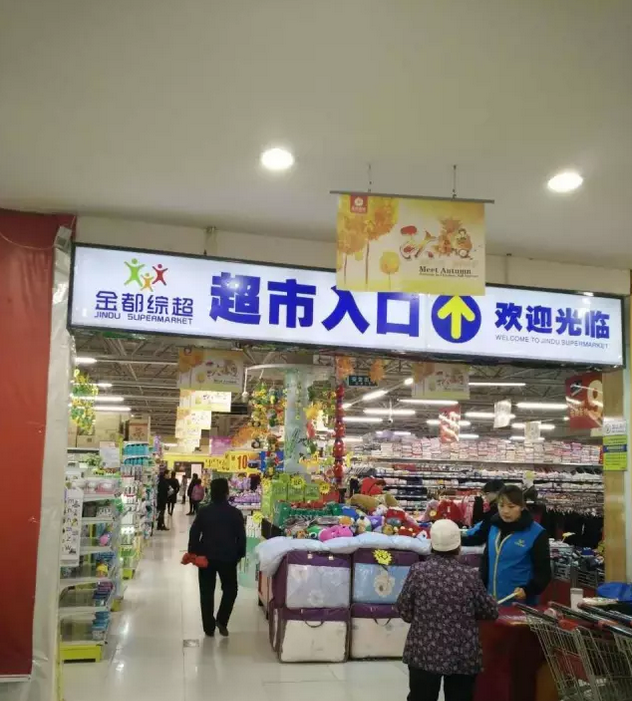 Meet Autumn
金都综超
JINDU SUPERMARKET
超市入口
欢迎光临
WELCOME TO JINDU SUPERMARKET
10